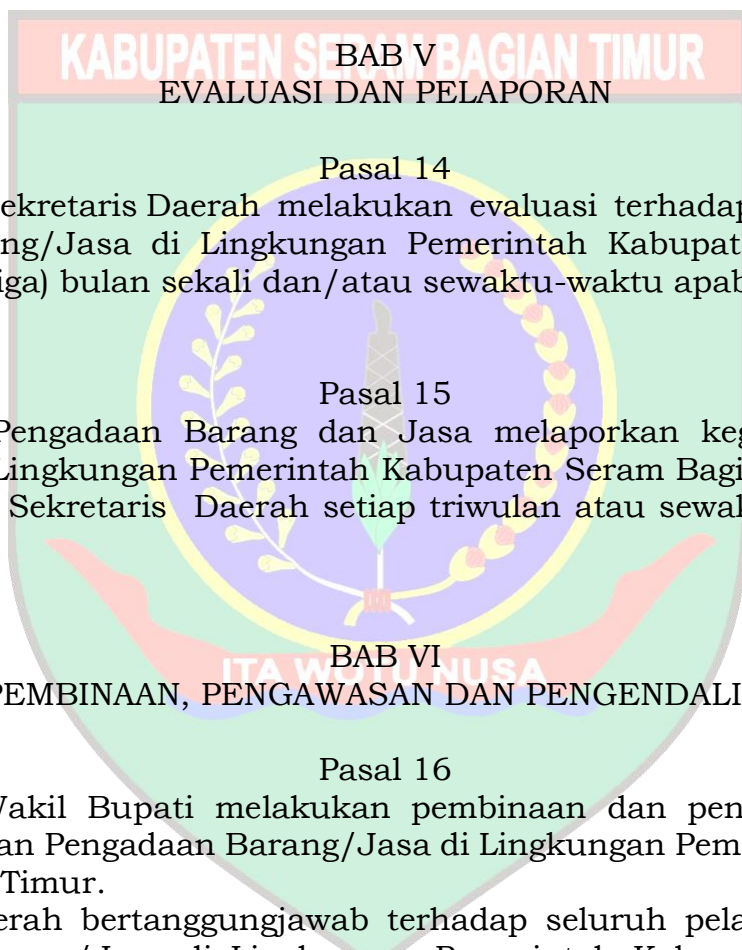 KABUPATEN SERAM BAGIAN TIMUR
BAB V
EVALUASI DAN PELAPORAN
Pasal 14
ekretaris Daerah melakukan evaluasi terhadap
ng/Jasa di Lingkungan Pemerintah Kabupat
iga) bulan sekali dan/atau sewaktu-waktu apab
Pasal 15
Pengadaan Barang dan Jasa melaporkan keg
Lingkungan Pemerintah Kabupaten Seram Bagi
Sekretaris Daerah setiap triwulan atau sewak
BAB VI
ITA WOTU NUSA
PEMBINAAN, PENGAWASAN DAN PENGENDALI
Pasal 16
Wakil Bupati melakukan pembinaan dan pen
an Pengadaan Barang/Jasa di Lingkungan Pem
Timur.
erah bertanggungjawab terhadap seluruh pela